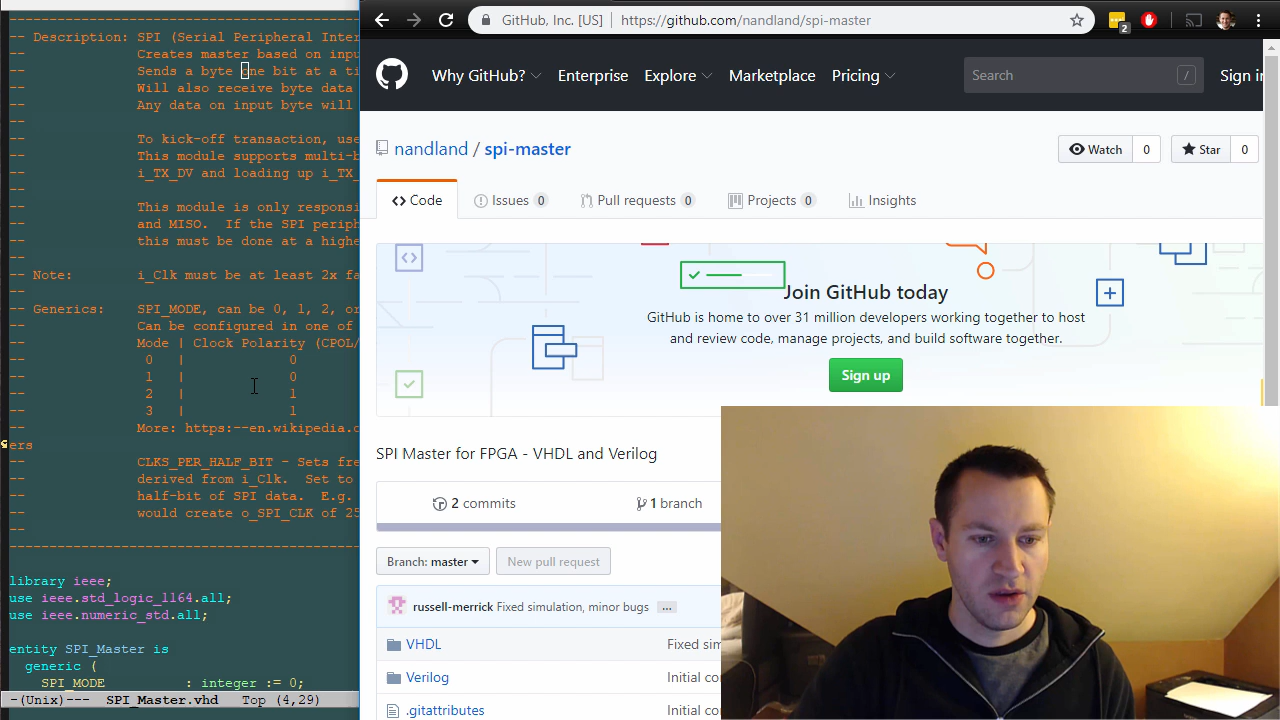 -- Description: SPI (Serial Peripheral Inter
-- Creates master based on inpu
-- Sends a byte one bit at a ti
-- Will also receive byte data
-- Any data on input byte will
--
-- To kick-off transaction, use
-- This module supports multi-b
-- i_TX_DV and loading up i_TX_
--
-- This module is only responsi
-- and MISO. If the SPI periph
-- this must be done at a highe
--
-- Note: i_Clk must be at least 2x fa
--
-- Generics: SPI_MODE, can be 0, 1, 2, or
-- Can be configured in one of
-- Mode | Clock Polarity (CPOL/
-- 0 | 0
-- 1 | 0
-- 2 | 1
-- 3 | 1
-- More: https:--en.wikipedia.o
ers
-- CLKS_PER_HALF_BIT - Sets fre
-- derived from i_Clk. Set to
-- half-bit of SPI data. E.g.
-- would create o_SPI_CLK of 25
--
--------------------------------------------
library ieee;
use ieee.std_logic_1164.all;
use ieee.numeric_std.all;
entity SPI_Master is
generic (
SPI_MODE : integer := 0;
-(Unix)--- SPI_Master.vhd Top (4,29)
GitHub, Inc. [US] | https://github.com/nandland/spi-master
2
Why GitHub? Enterprise Explore Marketplace Pricing Search / Sign in
nandland / spi-master Watch 0 Star 0
<> Code Issues 0 Pull requests 0 Projects 0 Insights
Join GitHub today
GitHub is home to over 31 million developers working together to host
and review code, manage projects, and build software together.
Sign up
SPI Master for FPGA - VHDL and Verilog
2 commits 1 branch
Branch: master New pull request
russell-merrick Fixed simulation, minor bugs ...
VHDL Fixed sim
Verilog Initial co
.gitattributes Initial co